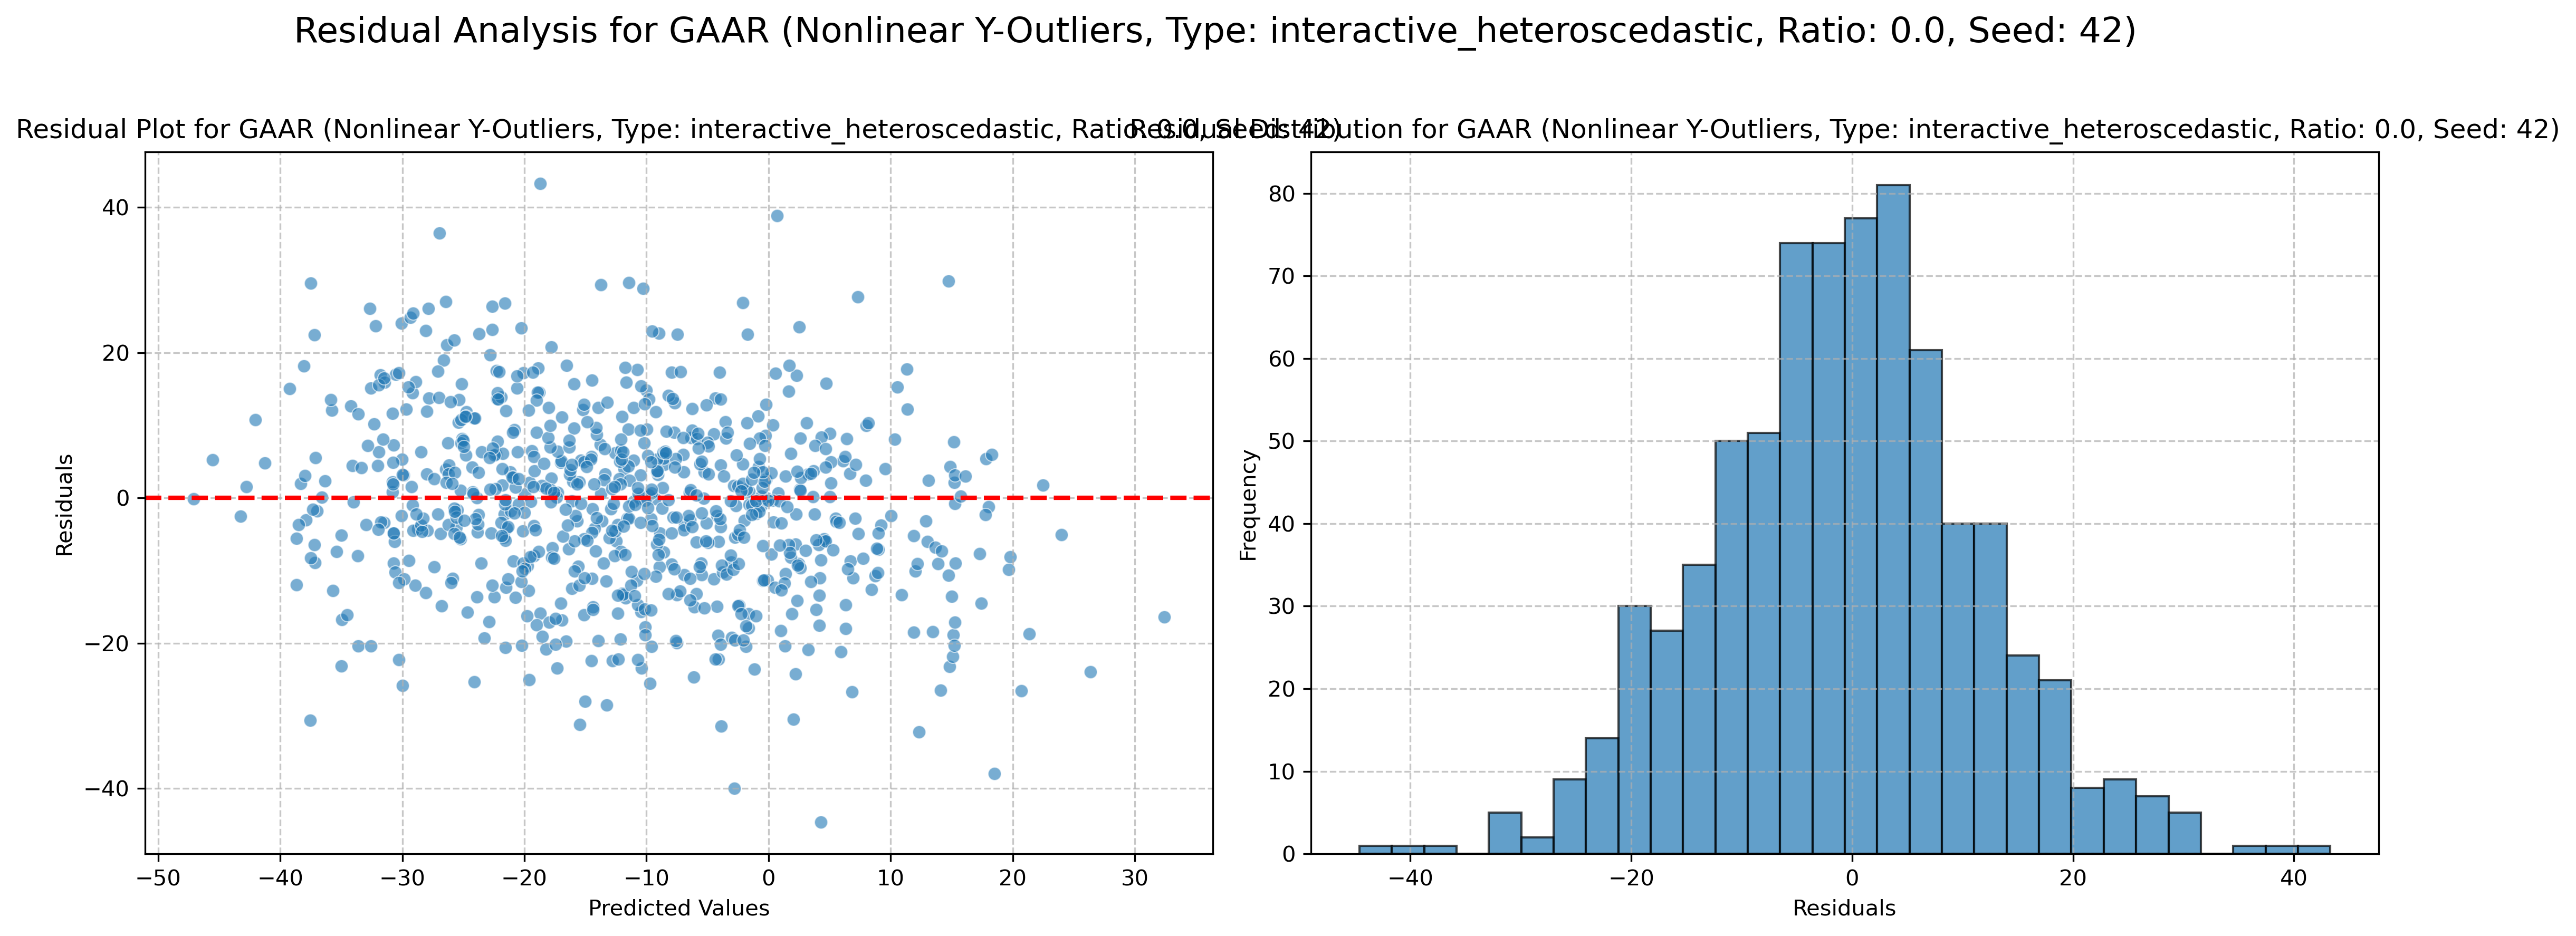 Residual Analysis for GAAR (Nonlinear Y-Outliers, Type: interactive_heteroscedastic, Ratio: 0.0, Seed: 42)
Residual Plot for GAAR (Nonlinear Y-Outliers, Type: interactive_heteroscedastic, Ratio: 0.0, Seed: 42)
40
20
0
−20
−40
Residuals
−50 −40 −30 −20 −10 0 10 20 30
Predicted Values
Residual Distribution for GAAR (Nonlinear Y-Outliers, Type: interactive_heteroscedastic, Ratio: 0.0, Seed: 42)
80
70
60
50
40
30
20
10
0
Frequency
−40 −20 0 20 40
Residuals